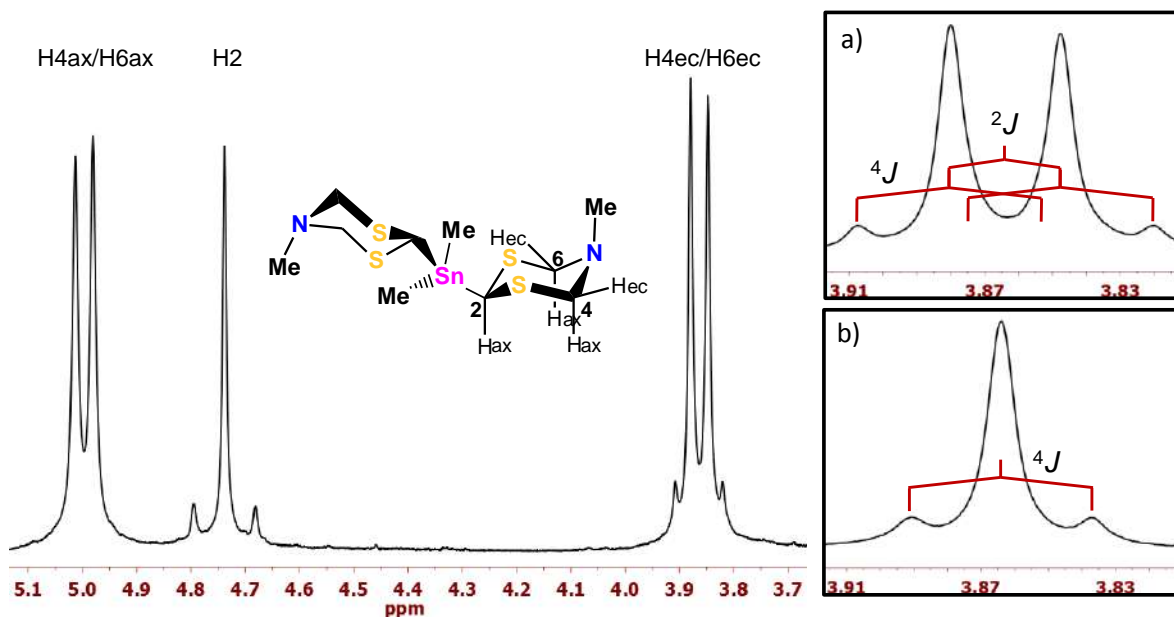 H4ax/H6ax
H2
H4ec/H6ec
N
Me
S
S
Me
Me
Sn
2
Hax
S
S
Hec
6
N
Me
Hec
Hax
4
Hax
5.1 5.0 4.9 4.8 4.7 4.6 4.5 4.4 4.3 4.2 4.1 4.0 3.9 3.8 3.7
ppm
a)
²J
⁴J
3.91 3.87 3.83
b)
⁴J
3.91 3.87 3.83